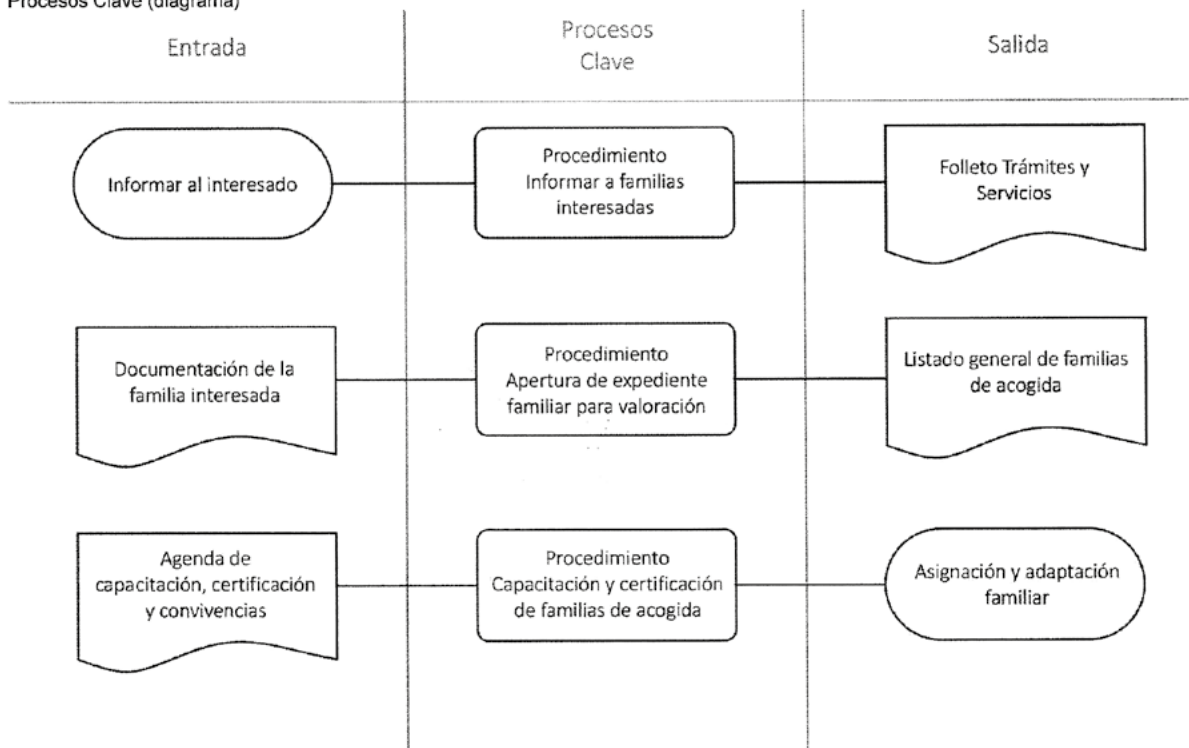 Procesos Clave (diagrama)
Entrada
Procesos
Clave
Salida
Informar al interesado
Procedimiento
Informar a familias
interesadas
Folleto Trámites y
Servicios
Documentación de la
familia interesada
Procedimiento
Apertura de expediente
familiar para valoración
Listado general de familias
de acogida
Agenda de
capacitación, certificación
y convivencias
Procedimiento
Capacitación y certificación
de familias de acogida
Asignación y adaptación
familiar